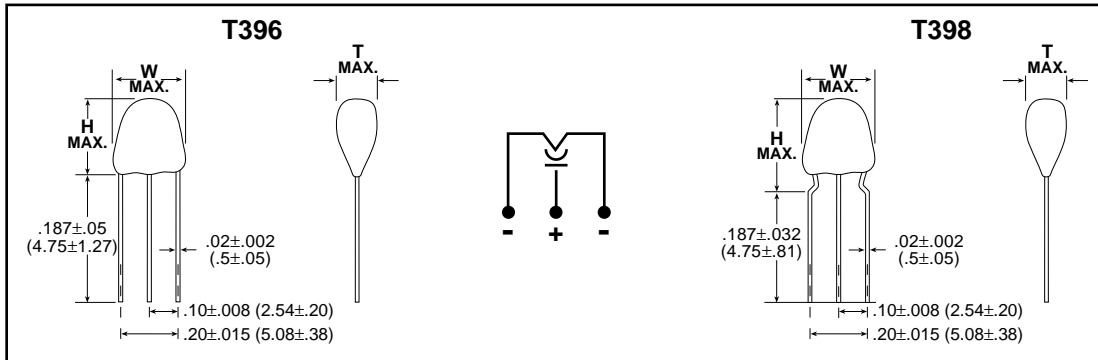 T396
W
MAX.
T
MAX.
H
MAX.
.187±.05
(4.75±1.27)
.02±.002
(.5±.05)
.10±.008 (2.54±.20)
.20±.015 (5.08±.38)
- + -
T398
W
MAX.
T
MAX.
H
MAX.
.187±.032
(4.75±.81)
.02±.002
(.5±.05)
.10±.008 (2.54±.20)
.20±.015 (5.08±.38)